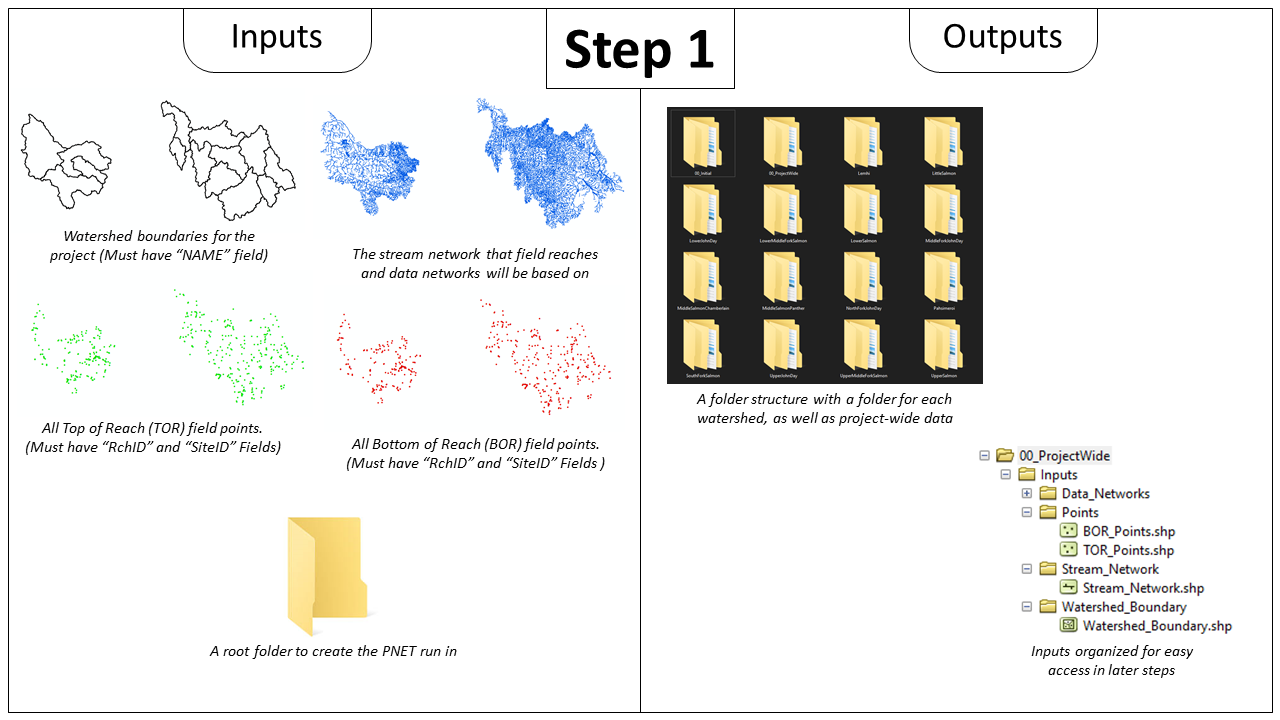 Inputs
Step 1
Outputs
Watershed boundaries for the
project (Must have “NAME” field)
The stream network that field reaches
and data networks will be based on
All Top of Reach (TOR) field points.
(Must have “RchID” and “SiteID” Fields)
All Bottom of Reach (BOR) field points.
(Must have “RchID” and “SiteID” Fields )
A root folder to create the PNET run in
00_Initial
00_ProjectWide
Lemhi
LittleSalmon
LowerJohnDay
LowerMiddleForkSalmon
LowerSalmon
MiddleForkJohnDay
MiddleSalmonChamberlain
MiddleSalmonPanther
NorthForkJohnDay
Pahsimeroi
SouthForkSalmon
UpperJohnDay
UpperMiddleForkSalmon
UpperSalmon
A folder structure with a folder for each
watershed, as well as project-wide data
00_ProjectWide
Inputs
Data_Networks
Points
BOR_Points.shp
TOR_Points.shp
Stream_Network
Stream_Network.shp
Watershed_Boundary
Watershed_Boundary.shp
Inputs organized for easy
access in later steps